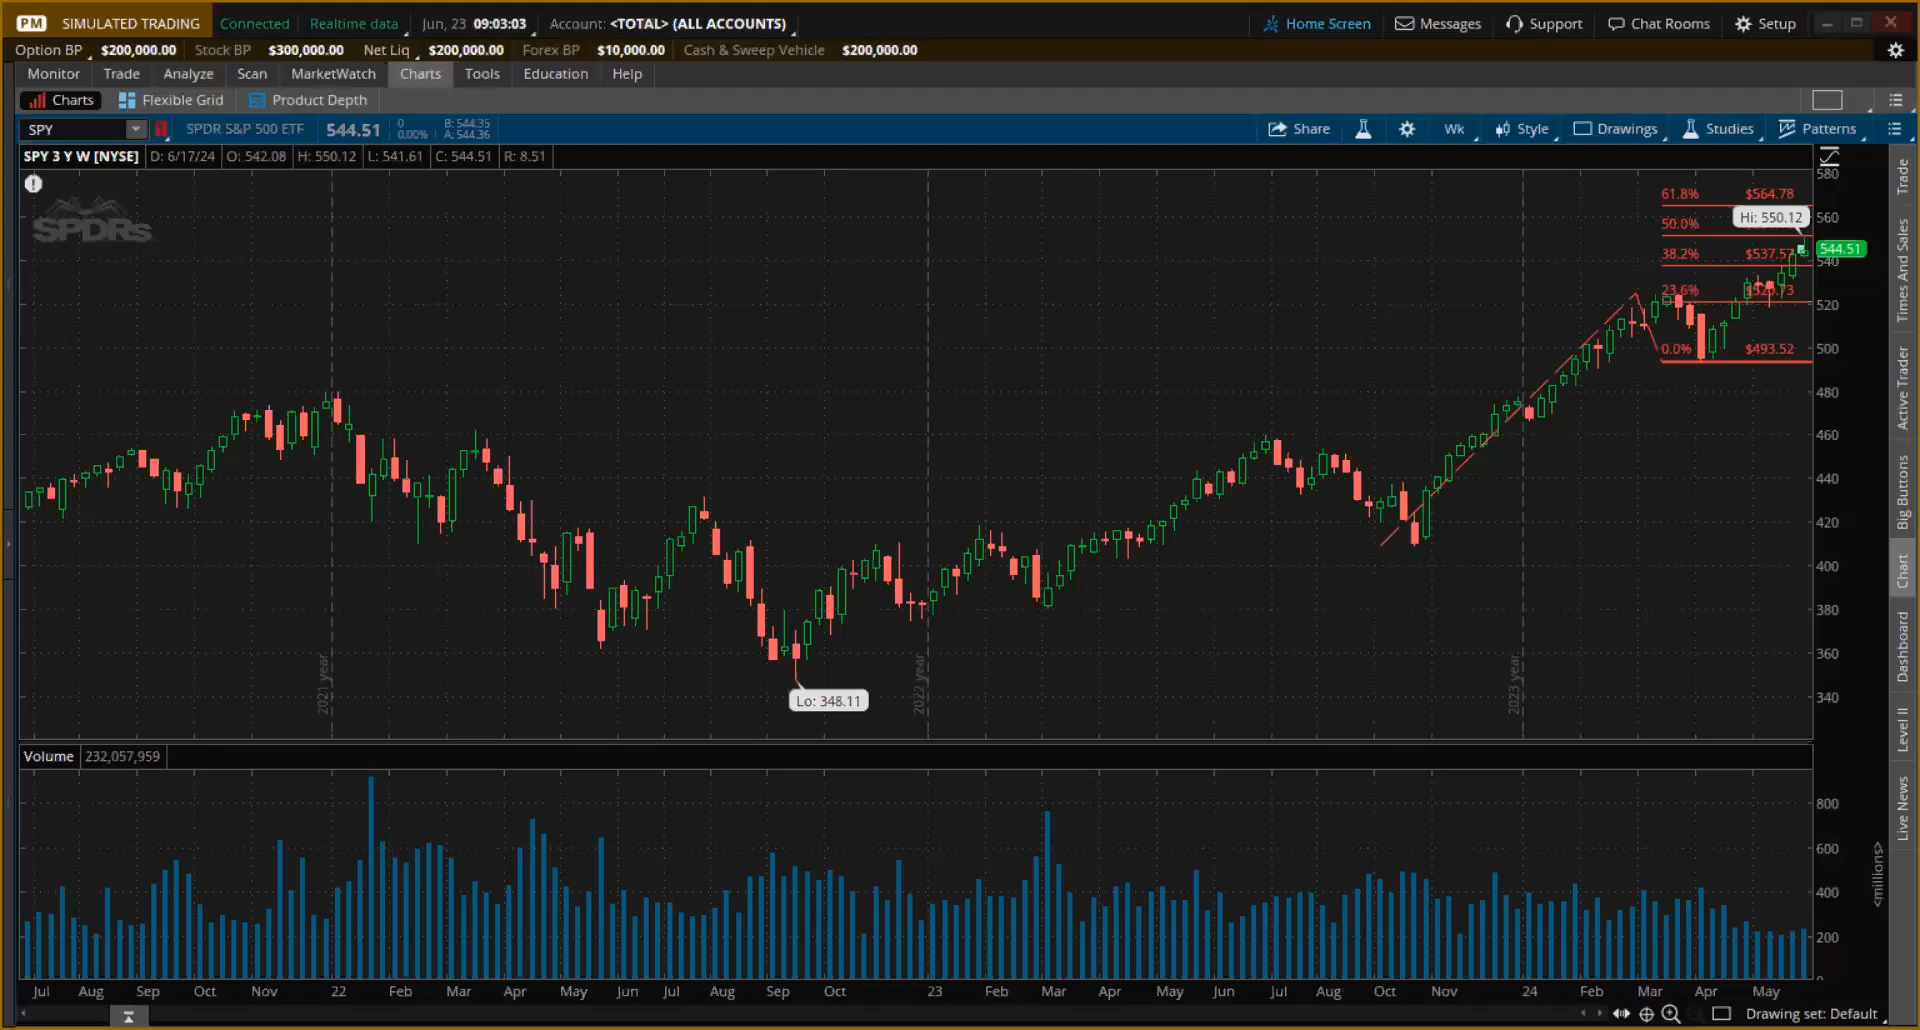 PM SIMULATED TRADING Connected Realtime data Jun, 23 09:03:03 Account: <TOTAL> (ALL ACCOUNTS) Home Screen Messages Support Chat Rooms Setup
Option BP $200,000.00 Stock BP $300,000.00 Net Liq $200,000.00 Forex BP $10,000.00 Cash & Sweep Vehicle $200,000.00
Monitor Trade Analyze Scan MarketWatch Charts Tools Education Help
Charts Flexible Grid Product Depth
SPY SPDR S&P 500 ETF 544.51 0 0.00% B: 544.35 A: 544.36 Share Wk Style Drawings Studies Patterns
SPY 3 Y W [NYSE] D: 6/17/24 O: 542.08 H: 550.12 L: 541.61 C: 544.51 R: 8.51
SPDRs
61.8% $564.78
50.0%
Hi: 550.12
38.2% $537.57
23.6%
0.0% $493.52
Lo: 348.11
580
560
544.51
540
520
500
480
460
440
420
400
380
360
340
2021 year
2022 year
2023 year
Volume 232,057,959
800
600
400
200
0
<millions>
Jul Aug Sep Oct Nov 22 Feb Mar Apr May Jun Jul Aug Sep Oct 23 Feb Mar Apr May Jun Jul Aug Oct Nov 24 Feb Mar Apr May
Drawing set: Default
Trade
Times And Sales
Active Trader
Big Buttons
Chart
Dashboard
Level II
Live News